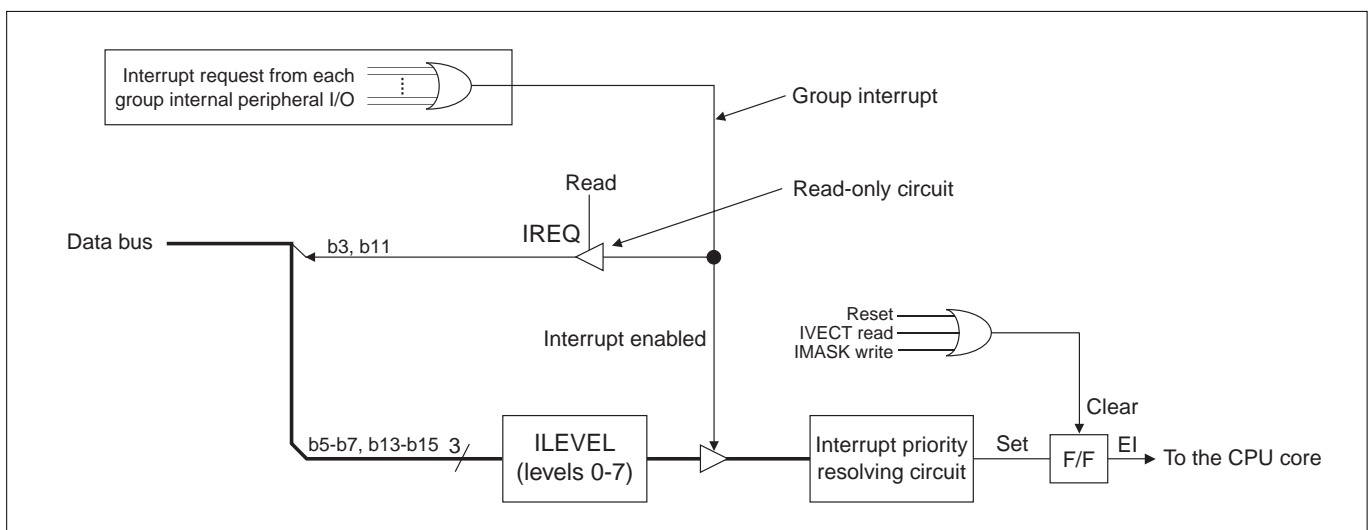 Interrupt request from each
group internal peripheral I/O
Group interrupt
Read
Read-only circuit
IREQ
Data bus
b3, b11
Interrupt enabled
Reset
IVECT read
IMASK write
Clear
b5-b7, b13-b15 3
ILEVEL
(levels 0-7)
Interrupt priority
resolving circuit
Set
F/F
EI
To the CPU core